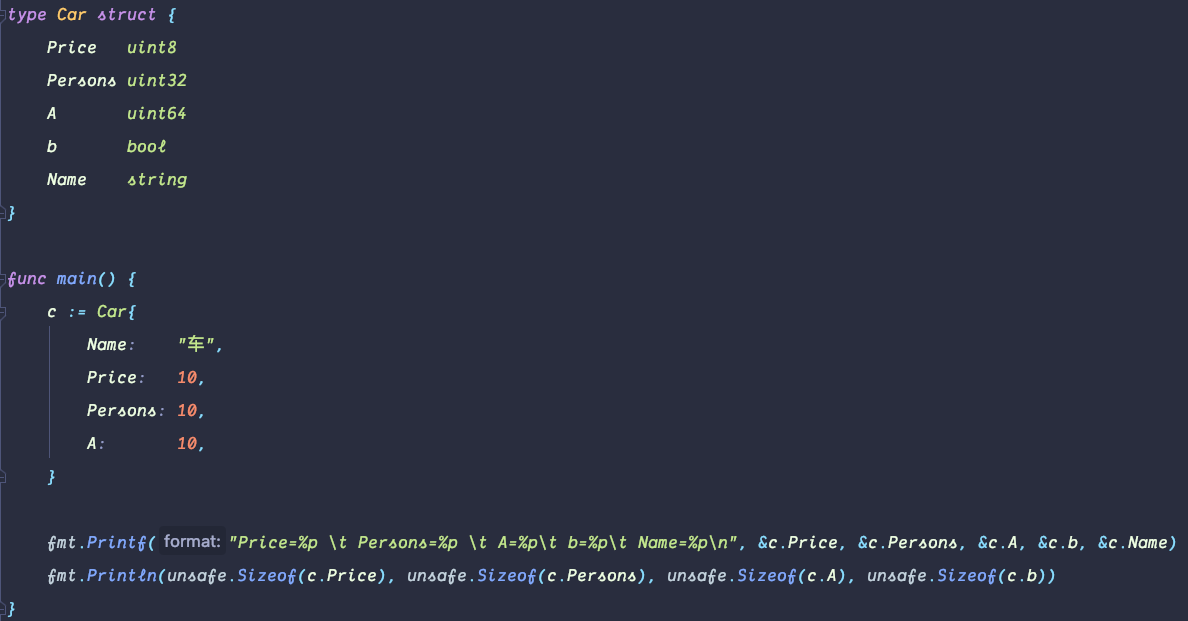 type Car struct {
    Price   uint8
    Persons uint32
    A       uint64
    b       bool
    Name    string
}

func main() {
    c := Car{
        Name:    "车",
        Price:   10,
        Persons: 10,
        A:       10,
    }

    fmt.Printf( format: "Price=%p \t Persons=%p \t A=%p\t b=%p\t Name=%p\n", &c.Price, &c.Persons, &c.A, &c.b, &c.Name)
    fmt.Println(unsafe.Sizeof(c.Price), unsafe.Sizeof(c.Persons), unsafe.Sizeof(c.A), unsafe.Sizeof(c.b))
}